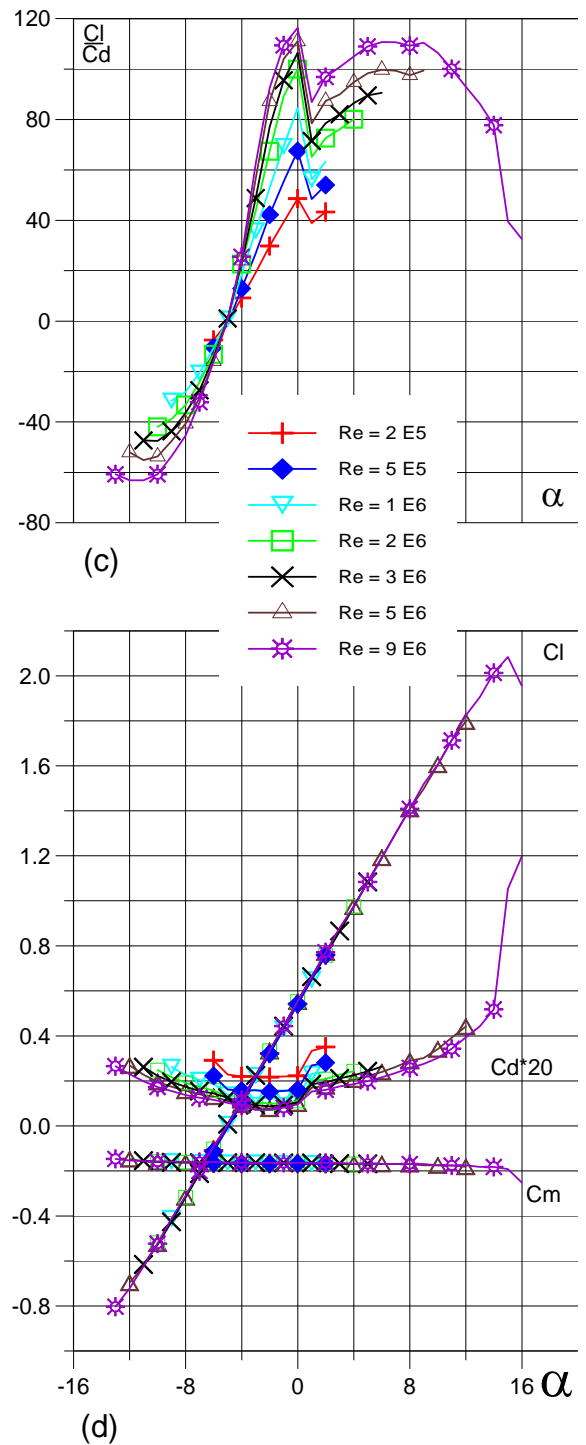 Cl
Cd
120
80
40
0
-40
-80
α
(c)
Re = 2 E5
Re = 5 E5
Re = 1 E6
Re = 2 E6
Re = 3 E6
Re = 5 E6
Re = 9 E6
Cl
2.0
1.6
1.2
0.8
0.4
Cd*20
0.0
Cm
-0.4
-0.8
-16 -8 0 8 16 α
(d)